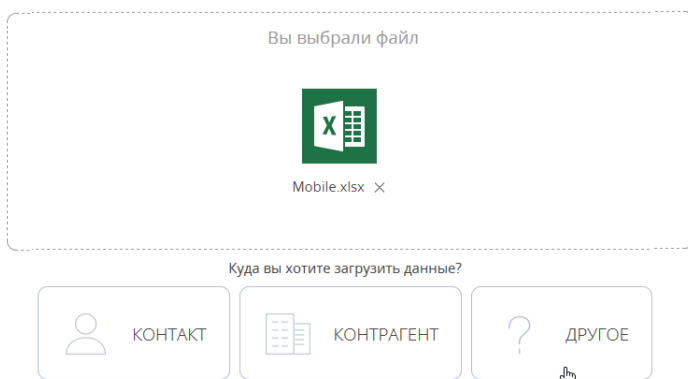 Вы выбрали файл
Mobile.xlsx
Куда вы хотите загрузить данные?
КОНТАКТ
КОНТРАГЕНТ
ДРУГОЕ